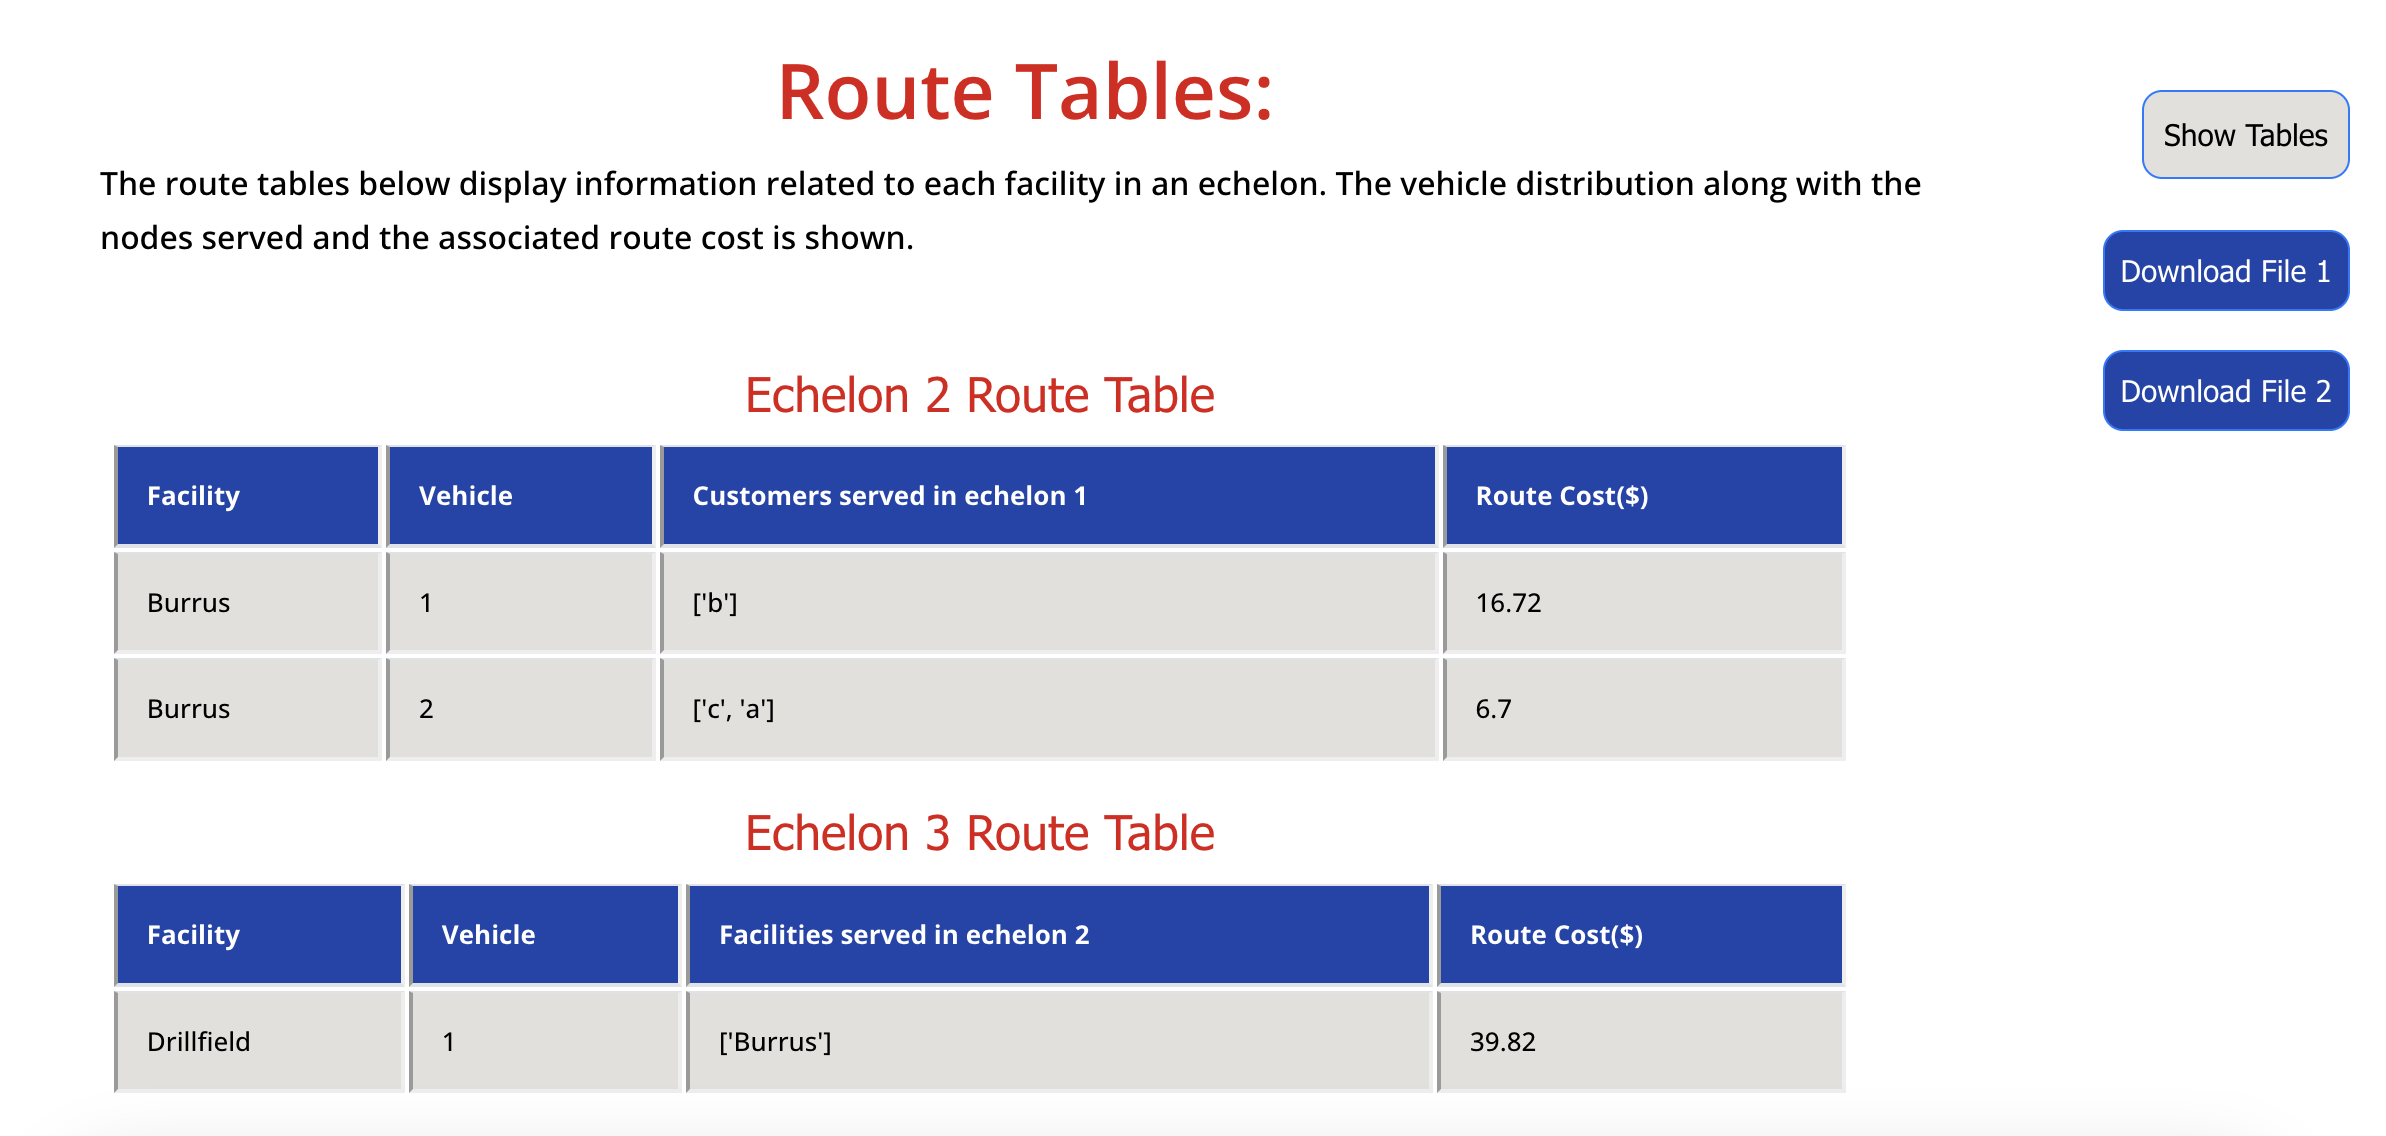 Route Tables:
Show Tables
The route tables below display information related to each facility in an echelon. The vehicle distribution along with the
nodes served and the associated route cost is shown.
Download File 1
Download File 2
Echelon 2 Route Table
Facility Vehicle Customers served in echelon 1 Route Cost($)
Burrus 1 ['b'] 16.72
Burrus 2 ['c', 'a'] 6.7
Echelon 3 Route Table
Facility Vehicle Facilities served in echelon 2 Route Cost($)
Drillfield 1 ['Burrus'] 39.82